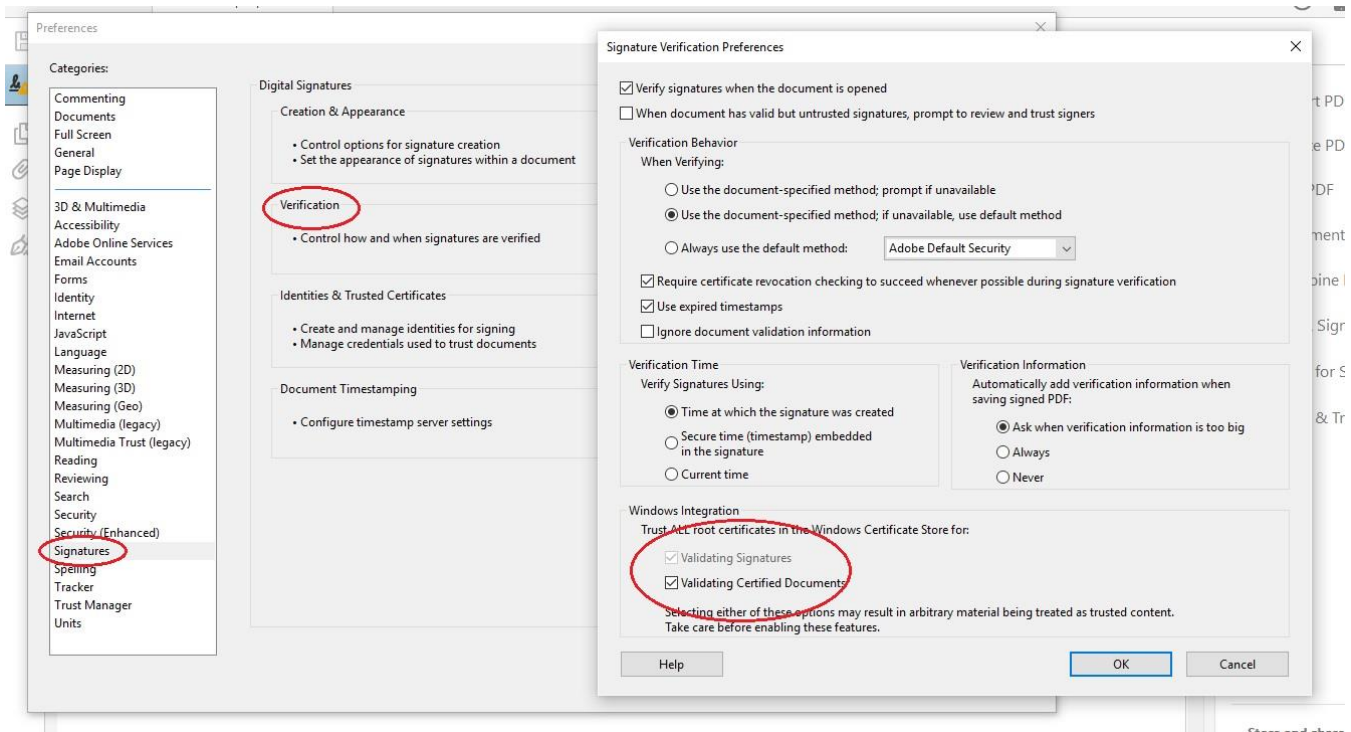 Preferences
Categories:
Commenting
Documents
Full Screen
General
Page Display
3D & Multimedia
Accessibility
Adobe Online Services
Email Accounts
Forms
Identity
Internet
JavaScript
Language
Measuring (2D)
Measuring (3D)
Measuring (Geo)
Multimedia (legacy)
Multimedia Trust (legacy)
Reading
Reviewing
Search
Security
Security (Enhanced)
Signatures
Spelling
Tracker
Trust Manager
Units
Digital Signatures
Creation & Appearance
• Control options for signature creation
• Set the appearance of signatures within a document
Verification
• Control how and when signatures are verified
Identities & Trusted Certificates
• Create and manage identities for signing
• Manage credentials used to trust documents
Document Timestamping
• Configure timestamp server settings
Signature Verification Preferences
Verify signatures when the document is opened
When document has valid but untrusted signatures, prompt to review and trust signers
Verification Behavior
When Verifying:
Use the document-specified method; prompt if unavailable
Use the document-specified method; if unavailable, use default method
Always use the default method: Adobe Default Security
Require certificate revocation checking to succeed whenever possible during signature verification
Use expired timestamps
Ignore document validation information
Verification Time
Verify Signatures Using:
Time at which the signature was created
Secure time (timestamp) embedded
in the signature
Current time
Verification Information
Automatically add verification information when
saving signed PDF:
Ask when verification information is too big
Always
Never
Windows Integration
Trust ALL root certificates in the Windows Certificate Store for:
Validating Signatures
Validating Certified Documents
Selecting either of these options may result in arbitrary material being treated as trusted content.
Take care before enabling these features.
Help
OK
Cancel